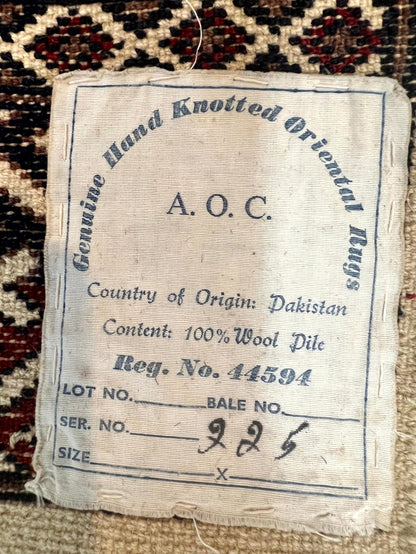 Genuine Hand Knotted Oriental Rugs
A. O. C.
Country of Origin: Pakistan
Content: 100% Wool Pile
Reg. No. 44594
LOT NO. BALE NO.
SER. NO. 226
SIZE X